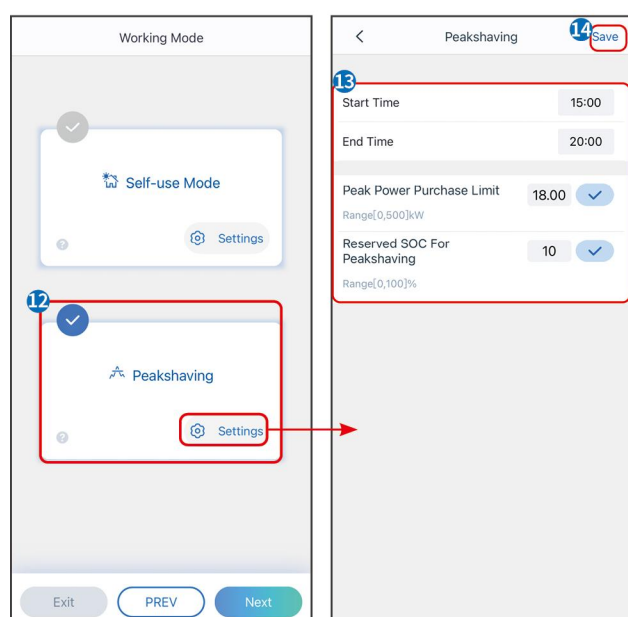 Working Mode
Self-use Mode
?
Settings
12
Peakshaving
?
Settings
Exit
PREV
Next
<
Peakshaving
14
Save
13
Start Time
15:00
End Time
20:00
Peak Power Purchase Limit
18.00
Range[0,500]kW
Reserved SOC For
Peakshaving
10
Range[0,100]%